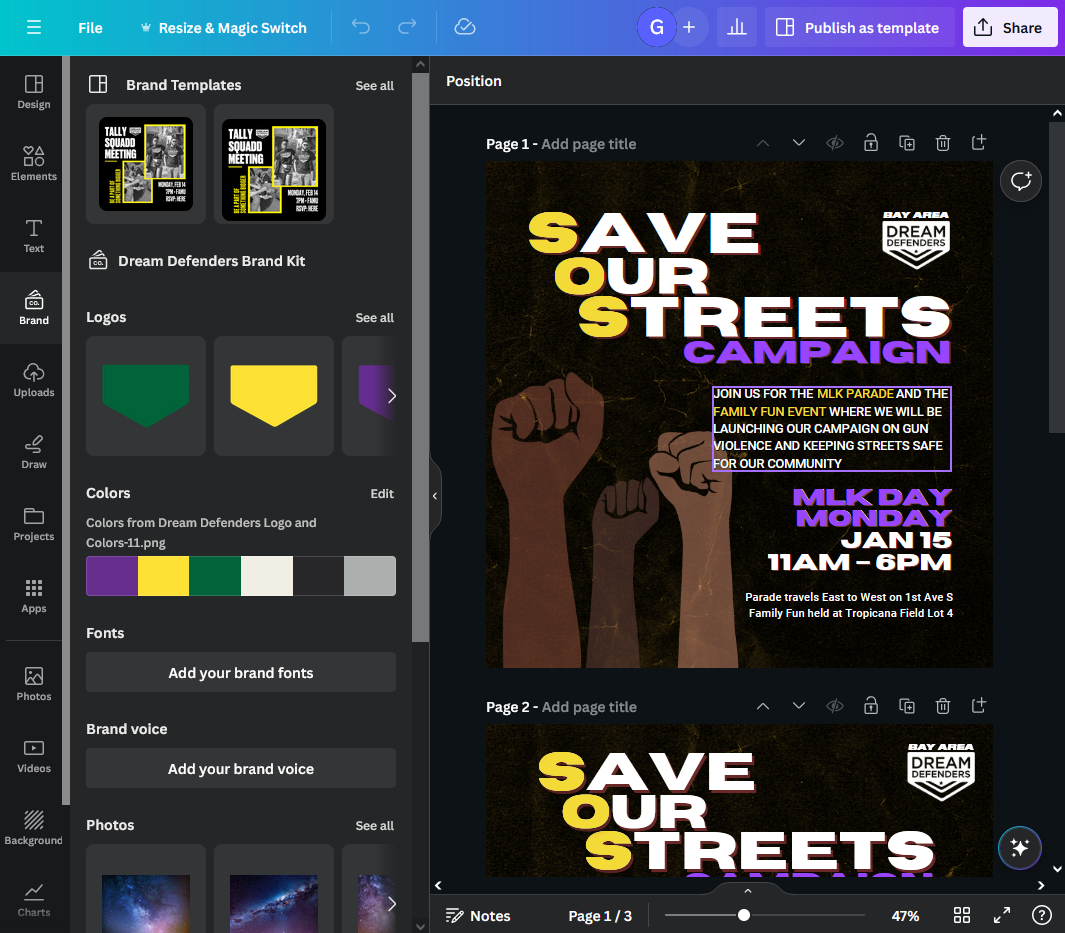 File
Resize & Magic Switch
G
Publish as template
Share
Design
Elements
Text
Brand
Uploads
Draw
Projects
Apps
Photos
Videos
Background
Charts
Brand Templates
See all
TALLY
SQUADD
MEETING
BE A PART OF
SOMETHING BIGGER
MONDAY, FEB 14
7PM · FAMU
RSVP: HERE
TALLY
SQUADD
MEETING
BE A PART OF
SOMETHING BIGGER
MONDAY, FEB 14
7PM · FAMU
RSVP: HERE
CO.
Dream Defenders Brand Kit
Logos
See all
Colors
Edit
Colors from Dream Defenders Logo and
Colors-11.png
Fonts
Add your brand fonts
Brand voice
Add your brand voice
Photos
See all
Position
Page 1 - Add page title
SAVE
OUR
STREETS
CAMPAIGN
BAY AREA
DREAM
DEFENDERS
JOIN US FOR THE MLK PARADE AND THE
FAMILY FUN EVENT WHERE WE WILL BE
LAUNCHING OUR CAMPAIGN ON GUN
VIOLENCE AND KEEPING STREETS SAFE
FOR OUR COMMUNITY
MLK DAY
MONDAY
JAN 15
11AM – 6PM
Parade travels East to West on 1st Ave S
Family Fun held at Tropicana Field Lot 4
Page 2 - Add page title
SAVE
OUR
STREETS
CAMPAIGN
BAY AREA
DREAM
DEFENDERS
Notes
Page 1 / 3
47%